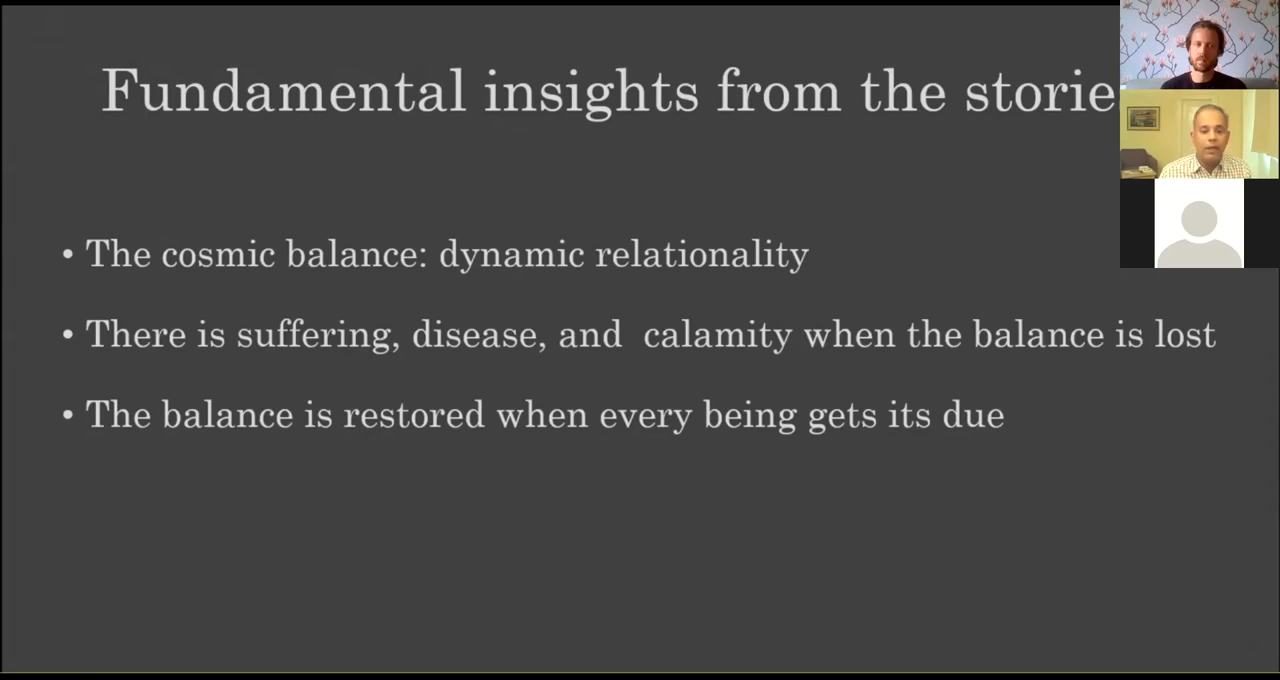 Fundamental insights from the storie
• The cosmic balance: dynamic relationality
• There is suffering, disease, and  calamity when the balance is lost
• The balance is restored when every being gets its due